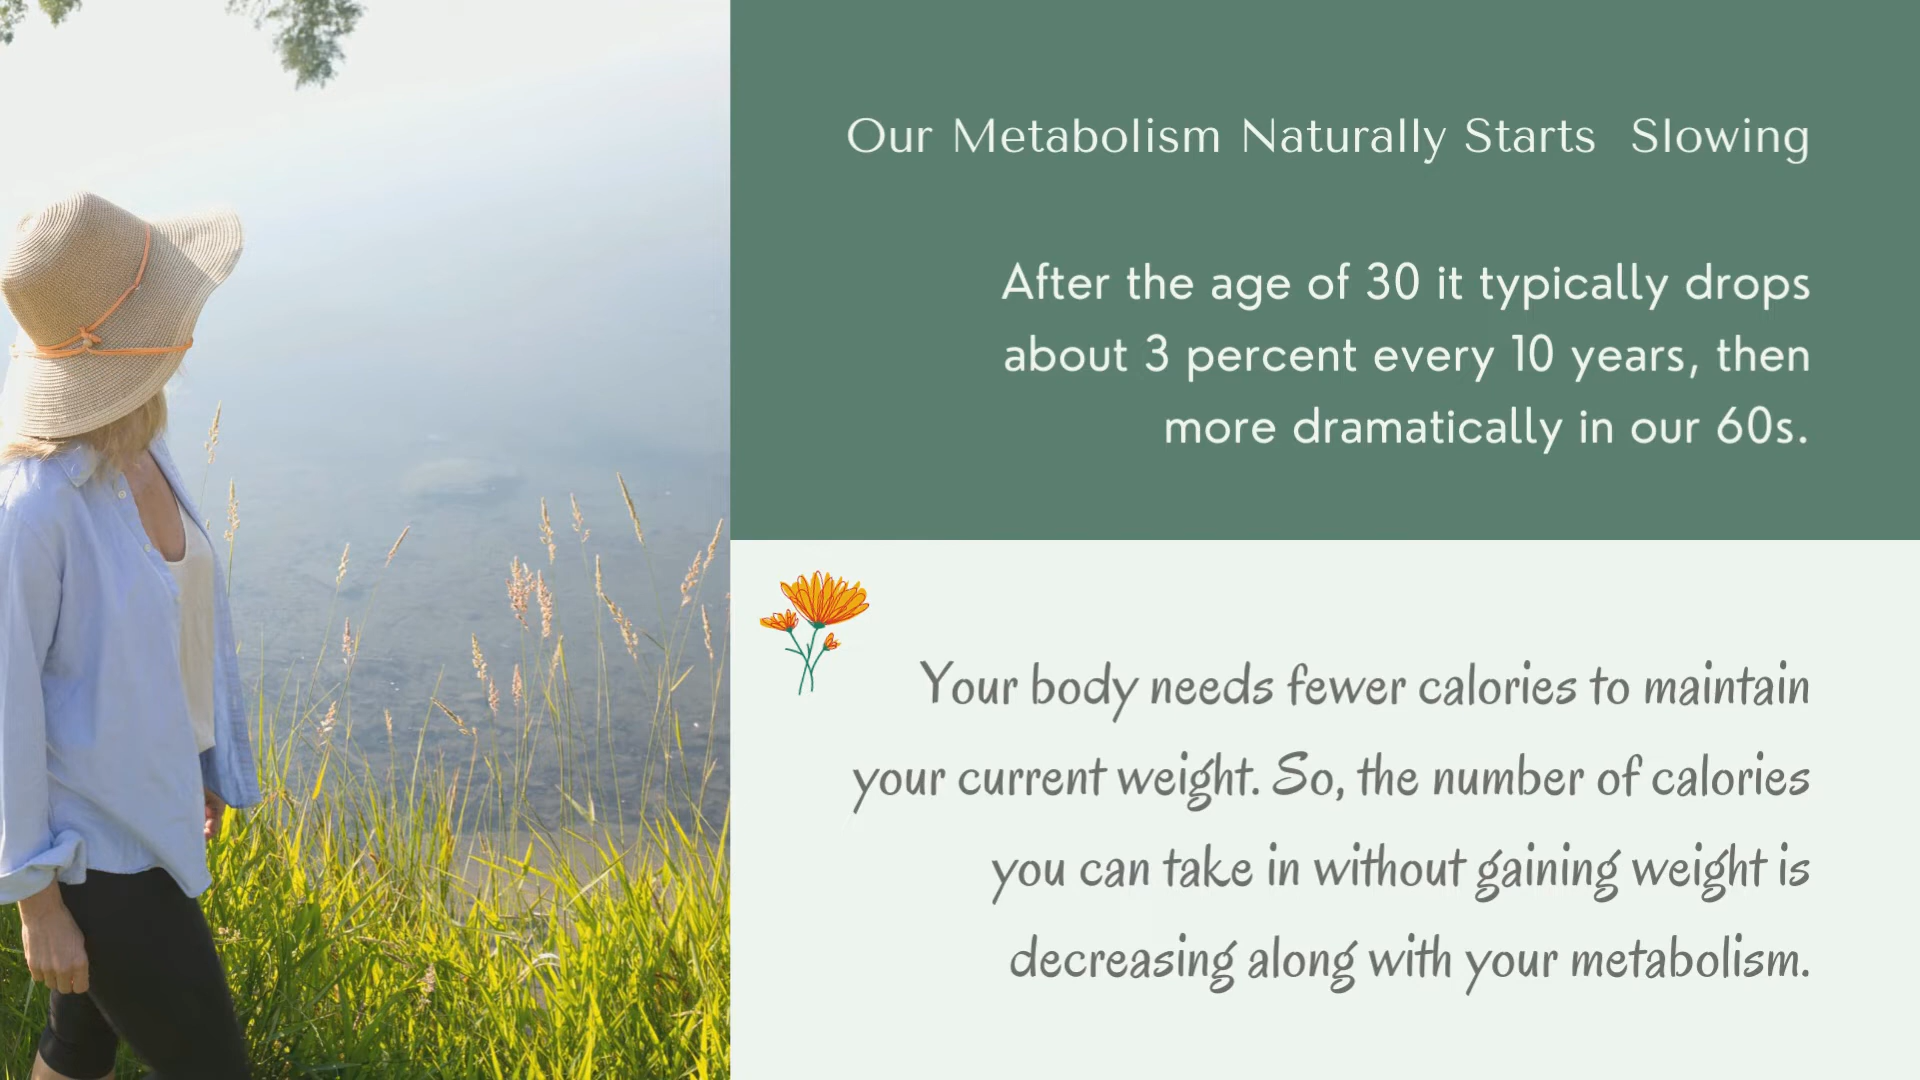 Our Metabolism Naturally Starts Slowing
After the age of 30 it typically drops
about 3 percent every 10 years, then
more dramatically in our 60s.
Your body needs fewer calories to maintain
your current weight. So, the number of calories
you can take in without gaining weight is
decreasing along with your metabolism.